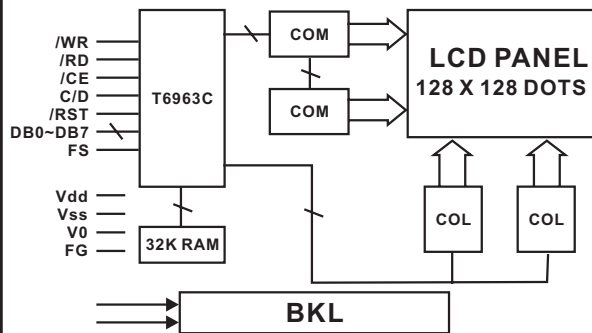 /WR
/RD
/CE
C/D
/RST
DB0~DB7
FS
Vdd
Vss
V0
FG
T6963C
32K RAM
COM
COM
LCD PANEL
128 X 128 DOTS
COL
COL
BKL